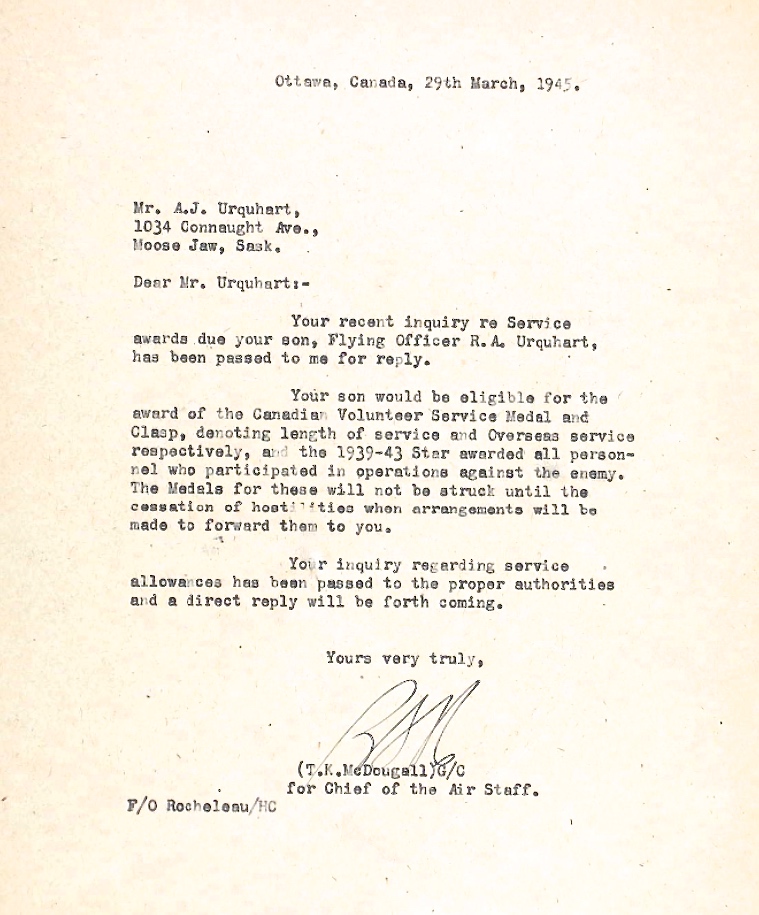 Ottawa, Canada, 29th March, 1945.
Mr. A.J. Urquhart,
1034 Connaught Ave.,
Moose Jaw, Sask.
Dear Mr. Urquhart:-
Your recent inquiry re Service
awards due your son, Flying Officer R.A. Urquhart,
has been passed to me for reply.
Your son would be eligible for the
award of the Canadian Volunteer Service Medal and
Clasp, denoting length of service and Overseas service
respectively, and the 1939-43 Star awarded all person-
nel who participated in operations against the enemy.
The Medals for these will not be struck until the
cessation of hostilities when arrangements will be
made to forward them to you.
Your inquiry regarding service
allowances has been passed to the proper authorities
and a direct reply will be forth coming.
Yours very truly,
(T.K.McDougall)G/C
for Chief of the Air Staff.
F/O Rocheleau/HC